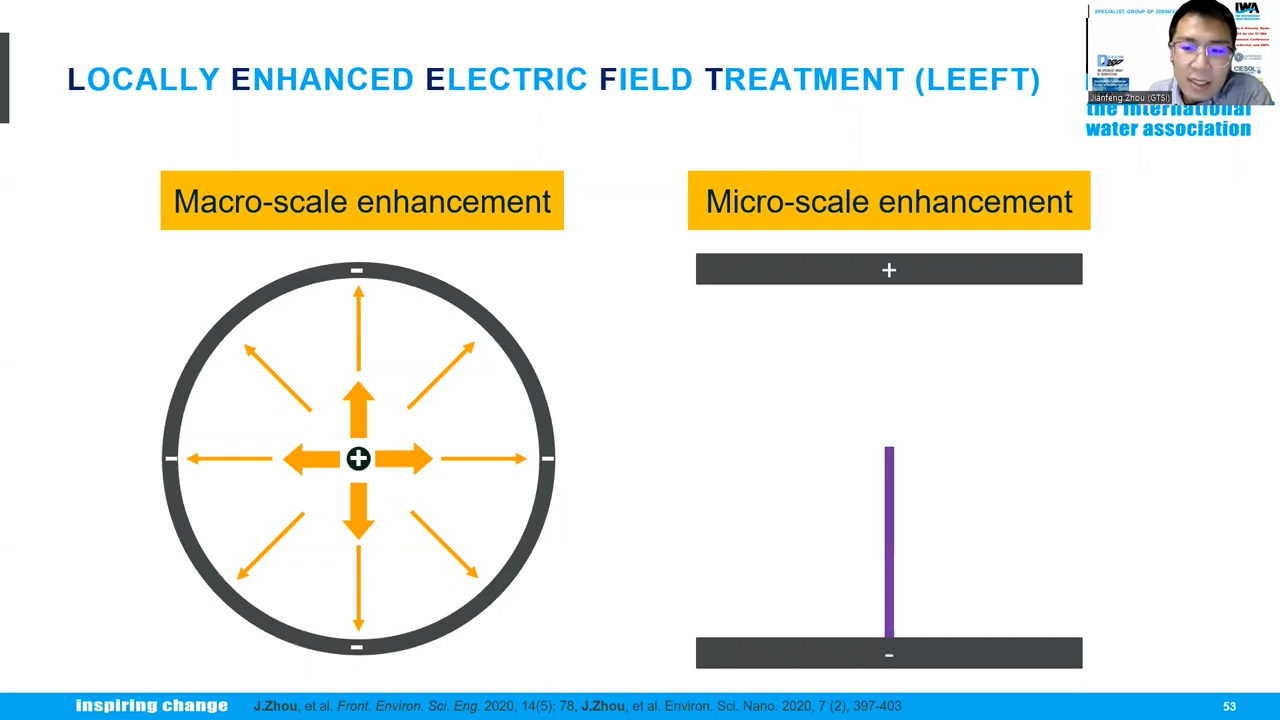 LOCALLY ENHANCED ELECTRIC FIELD TREATMENT (LEEFT)
IWA
Jianfeng Zhou (GTSI)
the international
water association
CIESOL
Macro-scale enhancement
Micro-scale enhancement
-
+
-
+
-
-
-
inspiring change
J.Zhou, et al. Front. Environ. Sci. Eng. 2020, 14(5): 78, J.Zhou, et al. Environ. Sci. Nano. 2020, 7 (2), 397-403
53